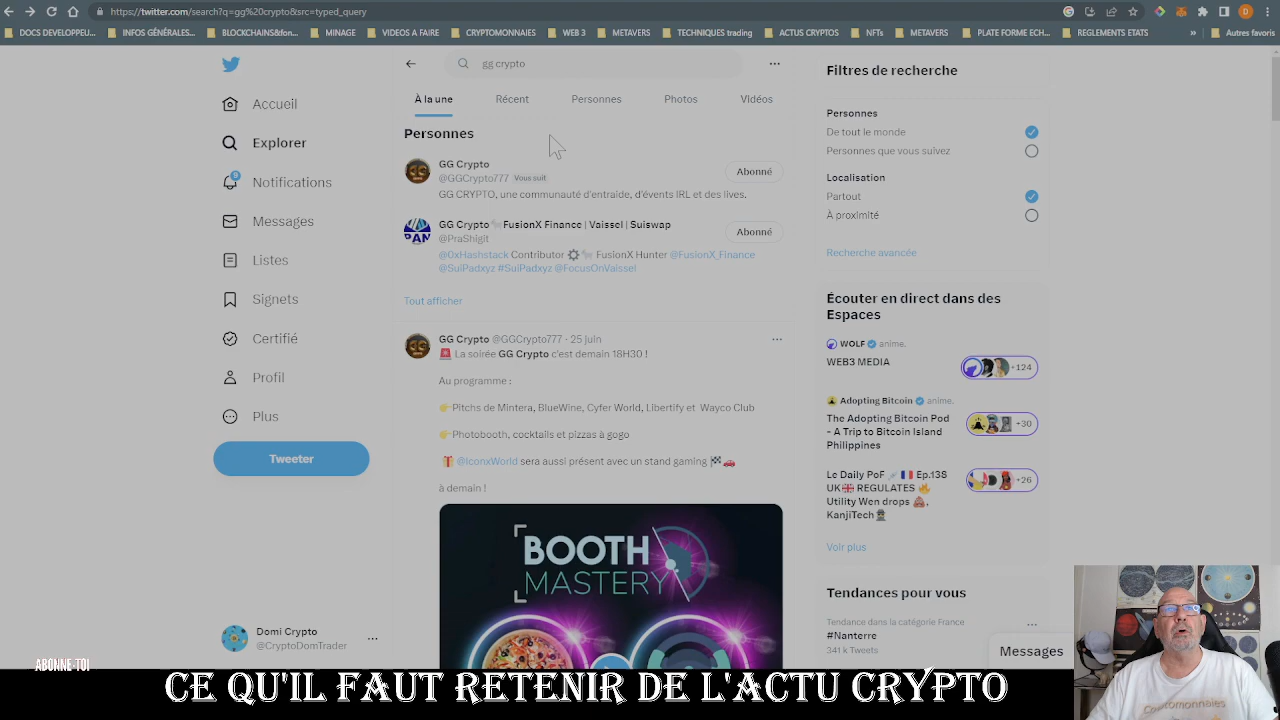 https://twitter.com/search?q=gg%20crypto&src=typed_query
DOCS DEVELOPPEU... INFOS GÉNÉRALES... BLOCKCHAINS&fon... MINAGE VIDEOS A FAIRE CRYPTOMONNAIES WEB 3 METAVERS TECHNIQUES trading ACTUS CRYPTOS NFTs METAVERS PLATE FORME ECH... REGLEMENTS ETATS » Autres favoris
gg crypto
À la une Récent Personnes Photos Vidéos
Personnes
GG Crypto
@GGCrypto777 Vous suit
Abonné
GG CRYPTO, une communauté d'entraide, d'évents IRL et des lives.
GG Crypto FusionX Finance | Vaissel | Suiswap
@PraShigit
Abonné
@0xHashstack Contributor FusionX Hunter @FusionX_Finance
@SuiPadxyz #SuiPadxyz @FocusOnVaissel
Tout afficher
GG Crypto @GGCrypto777 · 25 juin
La soirée GG Crypto c'est demain 18H30 !
Au programme :
👉Pitchs de Mintera, BlueWine, Cyfer World, Libertify et Wayco Club
👉Photobooth, cocktails et pizzas à gogo
🎁 @IconxWorld sera aussi présent avec un stand gaming 🏁🚗
à demain !
BOOTH
MASTERY
Accueil
Explorer
9
Notifications
Messages
Listes
Signets
Certifié
Profil
Plus
Tweeter
Domi Crypto
@CryptoDomTrader
Filtres de recherche
Personnes
De tout le monde
Personnes que vous suivez
Localisation
Partout
À proximité
Recherche avancée
Écouter en direct dans des
Espaces
WOLF anime.
WEB3 MEDIA
+124
Adopting Bitcoin anime.
The Adopting Bitcoin Pod
- A Trip to Bitcoin Island
Philippines
+30
Le Daily PoF 🇫🇷 Ep.138
UK🇬🇧 REGULATES 🔥
Utility Wen drops 💩,
KanjiTech
+26
Voir plus
Tendances pour vous
Tendance dans la catégorie France
#Nanterre
341 k Tweets
Messages
ABONNE-TOI
CE QU'IL FAUT RETENIR DE L'ACTU CRYPTO
Cryptomonnaies